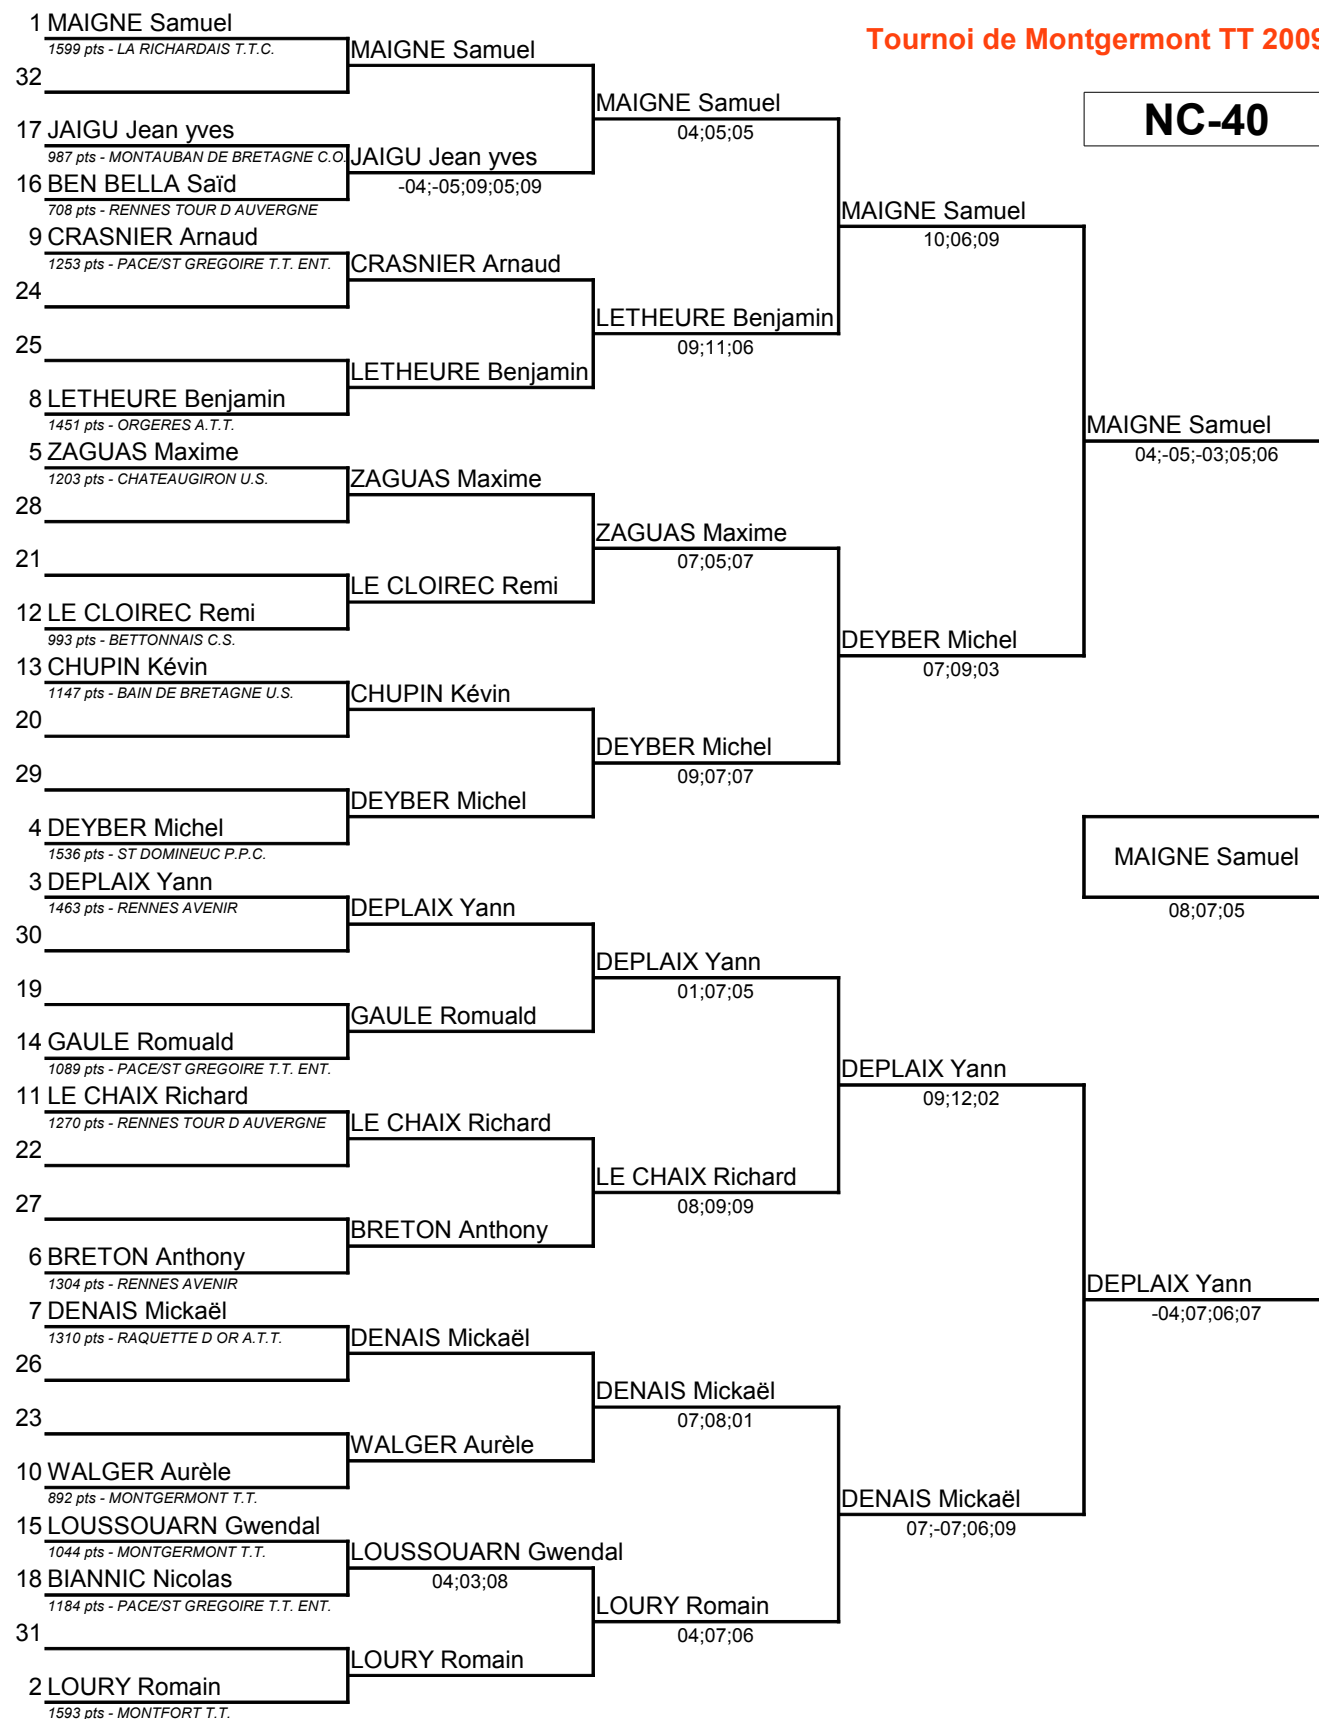 Tournoi de Montgermont TT 2009
NC-40
1 MAIGNE Samuel
1599 pts - LA RICHARDAIS T.T.C.
MAIGNE Samuel
32
MAIGNE Samuel
04;05;05
17 JAIGU Jean yves
987 pts - MONTAUBAN DE BRETAGNE C.O.
JAIGU Jean yves
-04;-05;09;05;09
16 BEN BELLA Saïd
708 pts - RENNES TOUR D AUVERGNE
MAIGNE Samuel
10;06;09
9 CRASNIER Arnaud
1253 pts - PACE/ST GREGOIRE T.T. ENT.
CRASNIER Arnaud
24
LETHEURE Benjamin
09;11;06
25
LETHEURE Benjamin
8 LETHEURE Benjamin
1451 pts - ORGERES A.T.T.
MAIGNE Samuel
04;-05;-03;05;06
5 ZAGUAS Maxime
1203 pts - CHATEAUGIRON U.S.
ZAGUAS Maxime
28
ZAGUAS Maxime
07;05;07
21
LE CLOIREC Remi
12 LE CLOIREC Remi
993 pts - BETTONNAIS C.S.
DEYBER Michel
07;09;03
13 CHUPIN Kévin
1147 pts - BAIN DE BRETAGNE U.S.
CHUPIN Kévin
20
DEYBER Michel
09;07;07
29
DEYBER Michel
4 DEYBER Michel
1536 pts - ST DOMINEUC P.P.C.
MAIGNE Samuel
08;07;05
3 DEPLAIX Yann
1463 pts - RENNES AVENIR
DEPLAIX Yann
30
DEPLAIX Yann
01;07;05
19
GAULE Romuald
14 GAULE Romuald
1089 pts - PACE/ST GREGOIRE T.T. ENT.
DEPLAIX Yann
09;12;02
11 LE CHAIX Richard
1270 pts - RENNES TOUR D AUVERGNE
LE CHAIX Richard
22
LE CHAIX Richard
08;09;09
27
BRETON Anthony
6 BRETON Anthony
1304 pts - RENNES AVENIR
DEPLAIX Yann
-04;07;06;07
7 DENAIS Mickaël
1310 pts - RAQUETTE D OR A.T.T.
DENAIS Mickaël
26
DENAIS Mickaël
07;08;01
23
WALGER Aurèle
10 WALGER Aurèle
892 pts - MONTGERMONT T.T.
DENAIS Mickaël
07;-07;06;09
15 LOUSSOUARN Gwendal
1044 pts - MONTGERMONT T.T.
LOUSSOUARN Gwendal
04;03;08
18 BIANNIC Nicolas
1184 pts - PACE/ST GREGOIRE T.T. ENT.
LOURY Romain
04;07;06
31
LOURY Romain
2 LOURY Romain
1593 pts - MONTFORT T.T.